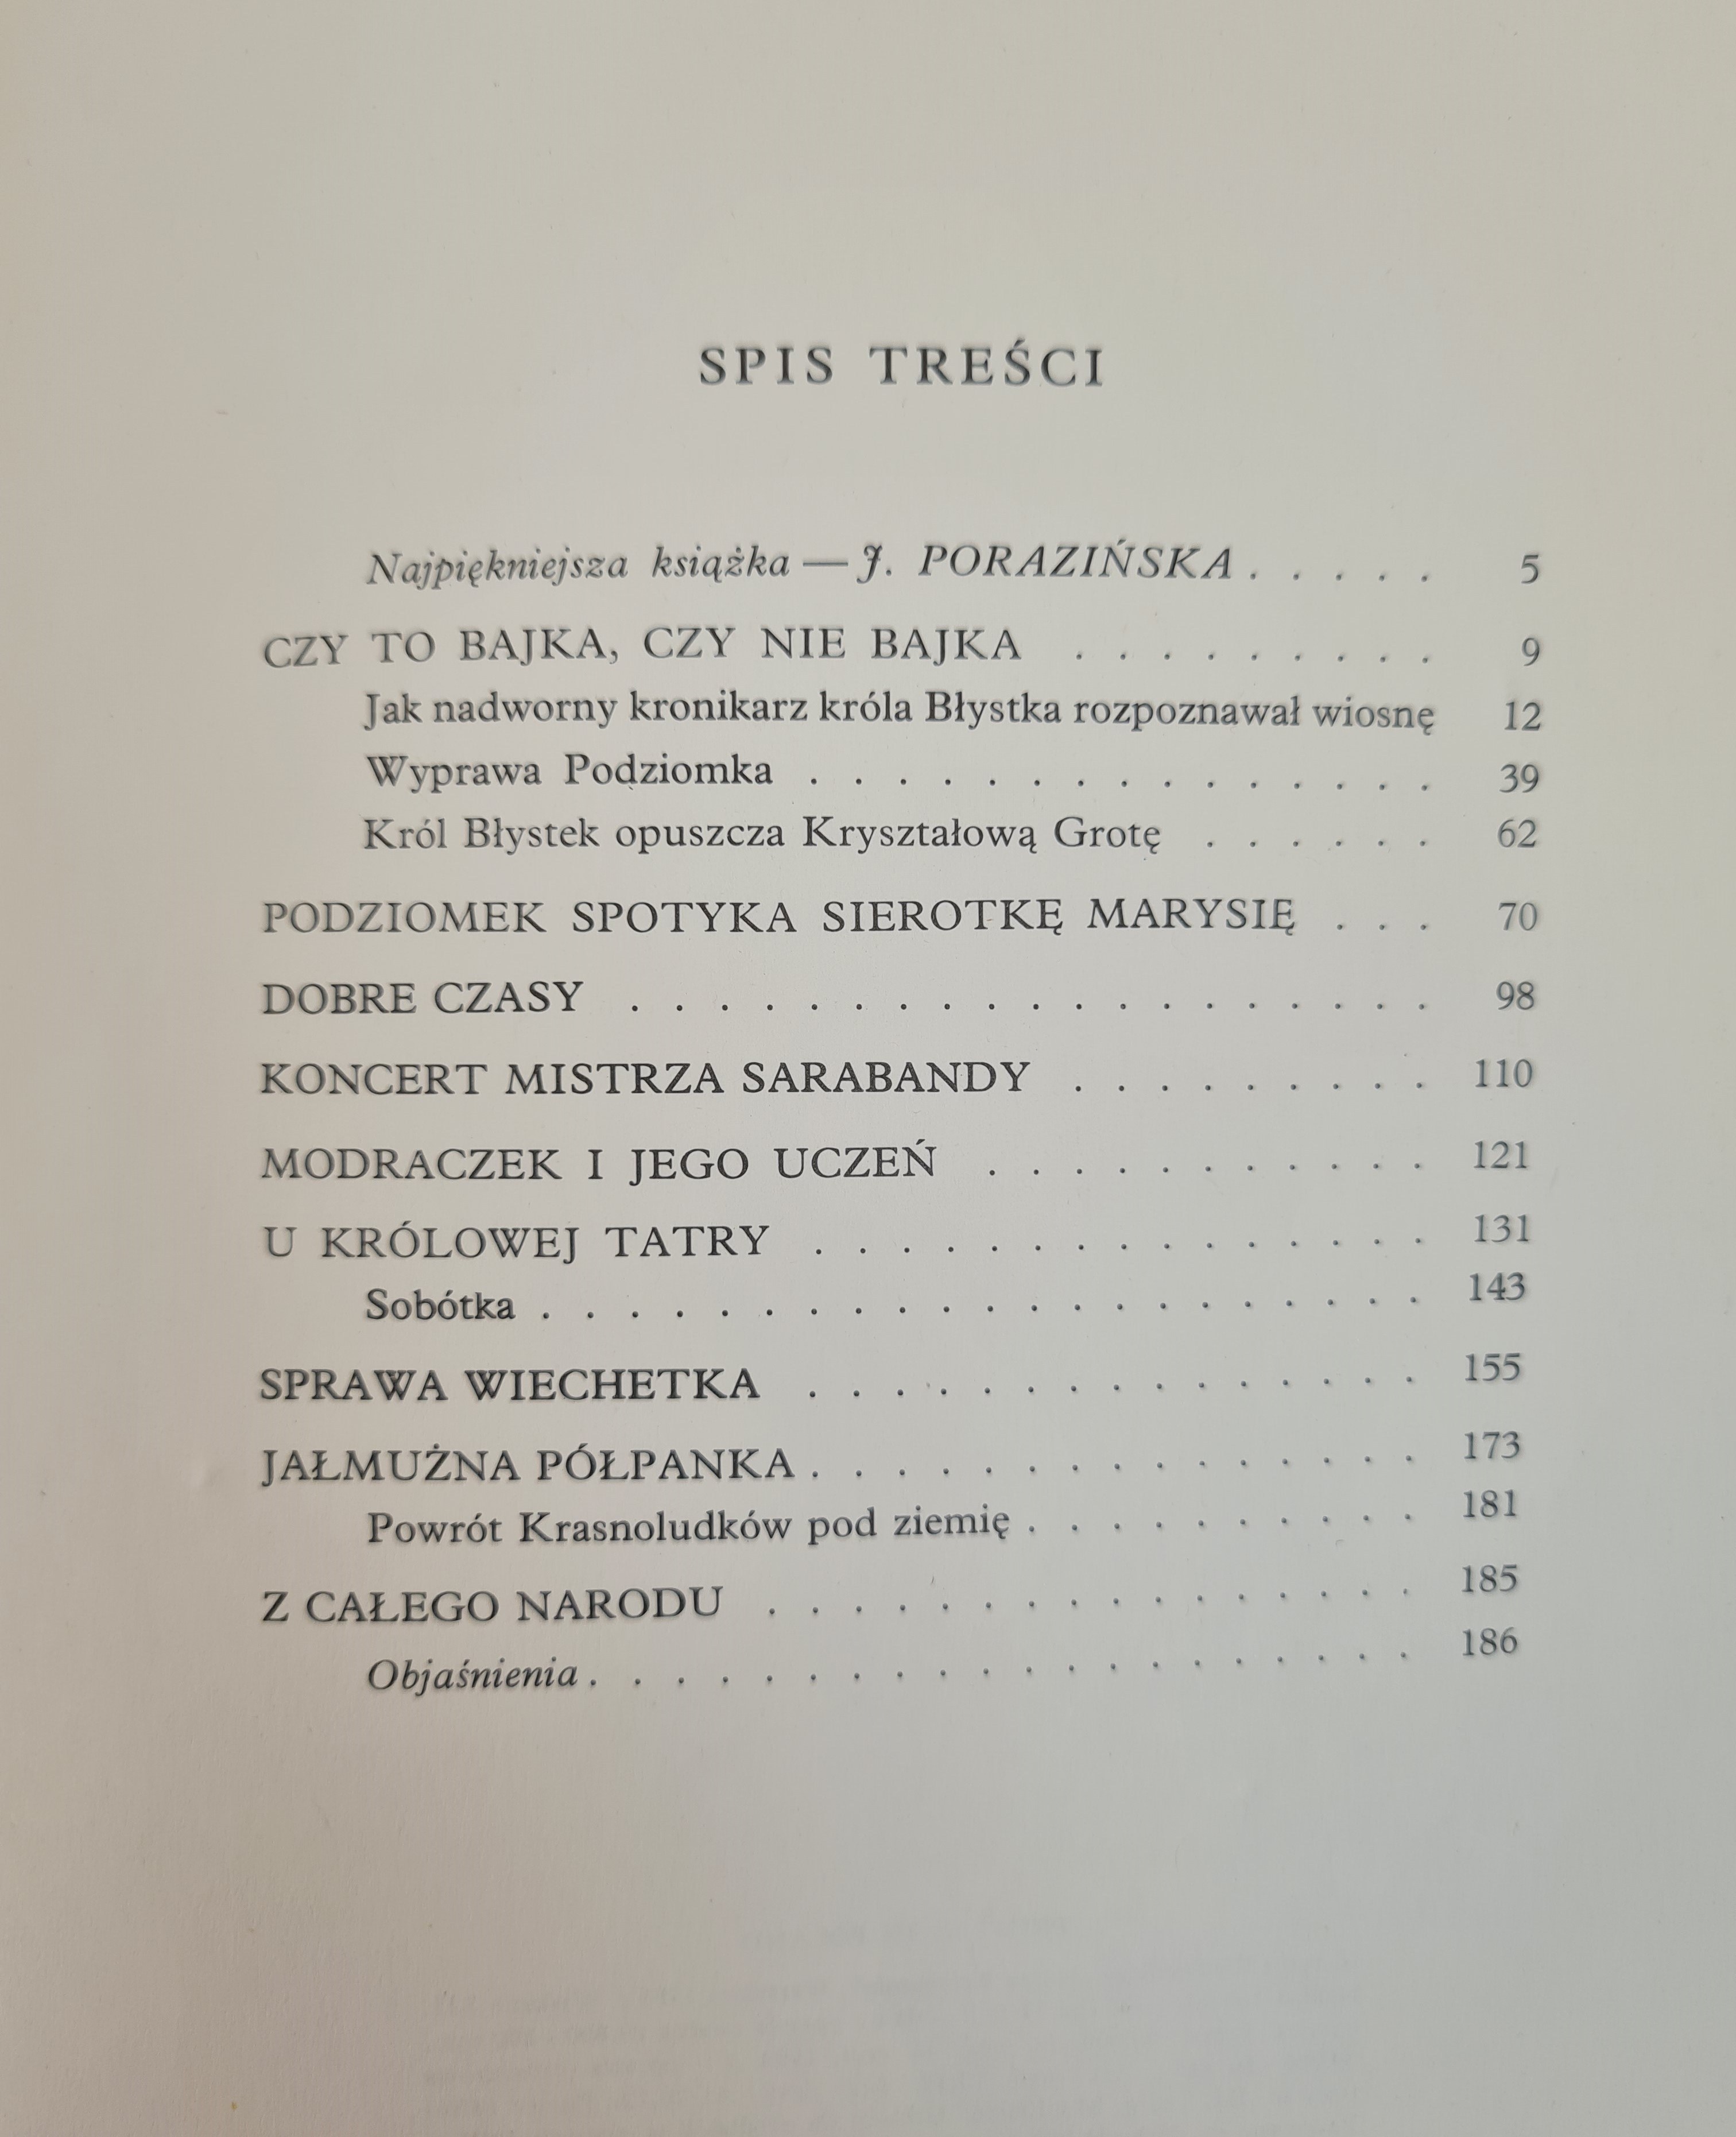 SPIS TREŚCI
Najpiękniejsza książka — J. PORAZIŃSKA . . . . . 5
CZY TO BAJKA, CZY NIE BAJKA . . . . . . . . . 9
Jak nadworny kronikarz króla Błystka rozpoznawał wiosnę 12
Wyprawa Podziomka . . . . . . . . . . . . . . . 39
Król Błystek opuszcza Kryształową Grotę . . . . . . 62
PODZIOMEK SPOTYKA SIEROTKĘ MARYSIĘ . . . 70
DOBRE CZASY . . . . . . . . . . . . . . . . . . . 98
KONCERT MISTRZA SARABANDY . . . . . . . . . 110
MODRACZEK I JEGO UCZEŃ . . . . . . . . . . . 121
U KRÓLOWEJ TATRY . . . . . . . . . . . . . . . 131
Sobótka . . . . . . . . . . . . . . . . . . . . . 143
SPRAWA WIECHETKA . . . . . . . . . . . . . . . 155
JAŁMUŻNA PÓŁPANKA . . . . . . . . . . . . . . . 173
Powrót Krasnoludków pod ziemię . . . . . . . . . . 181
Z CAŁEGO NARODU . . . . . . . . . . . . . . . . 185
Objaśnienia . . . . . . . . . . . . . . . . . . . . 186